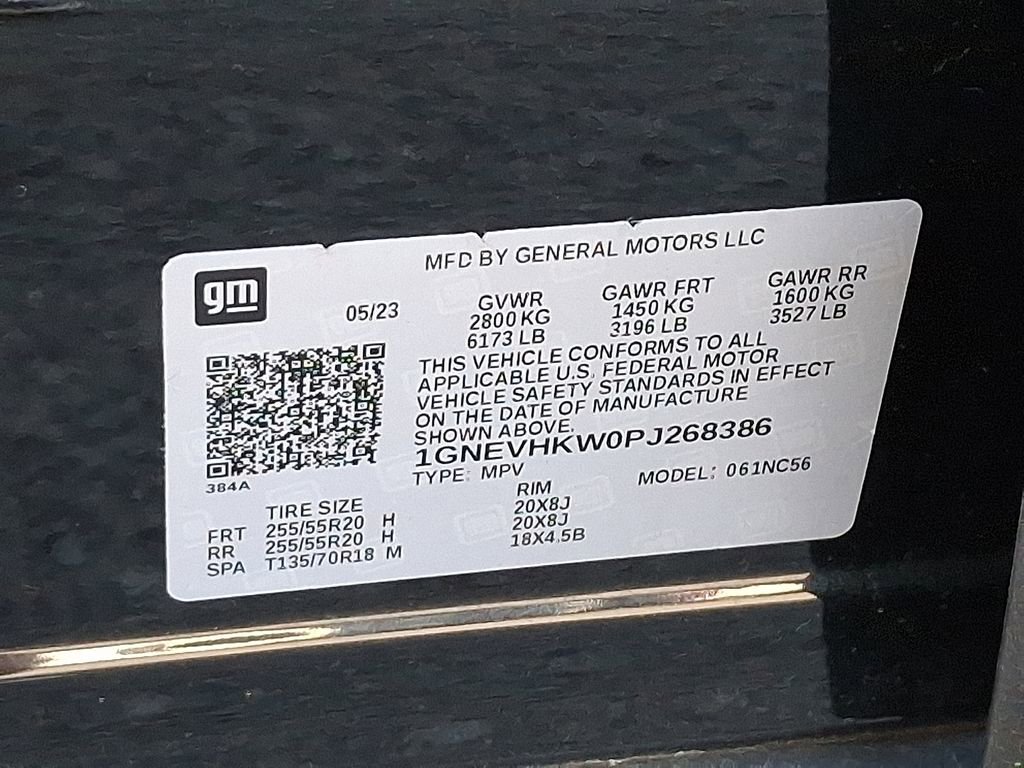 MFD BY GENERAL MOTORS LLC
gm
05/23
GVWR
2800 KG
6173 LB
GAWR FRT
1450 KG
3196 LB
GAWR RR
1600 KG
3527 LB
THIS VEHICLE CONFORMS TO ALL
APPLICABLE U.S. FEDERAL MOTOR
VEHICLE SAFETY STANDARDS IN EFFECT
ON THE DATE OF MANUFACTURE
SHOWN ABOVE.
1GNEVHKW0PJ268386
TYPE: MPV MODEL: 061NC56
384A
TIRE SIZE RIM
FRT 255/55R20 H 20X8J
RR 255/55R20 H 20X8J
SPA T135/70R18 M 18X4.5B